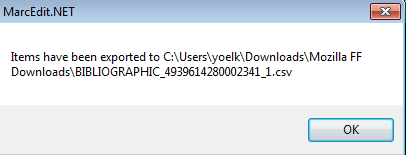 MarcEdit.NET
Items have been exported to C:\Users\yoelk\Downloads\Mozilla FF
Downloads\BIBLIOGRAPHIC_4939614280002341_1.csv
OK